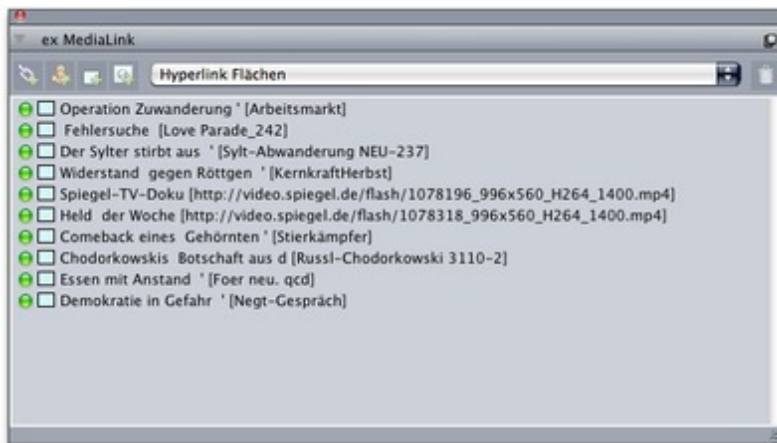 ex MediaLink
Hyperlink Flächen
Operation Zuwanderung ' [Arbeitsmarkt]
Fehlersuche [Love Parade_242]
Der Sylter stirbt aus ' [Sylt-Abwanderung NEU-237]
Widerstand gegen Röttgen ' [KernkraftHerbst]
Spiegel-TV-Doku [http://video.spiegel.de/flash/1078196_996x560_H264_1400.mp4]
Held der Woche [http://video.spiegel.de/flash/1078318_996x560_H264_1400.mp4]
Comeback eines Gehörnten ' [Stierkämpfer]
Chodorkowskis Botschaft aus d [Russl-Chodorkowski 3110-2]
Essen mit Anstand ' [Foer neu. qcd]
Demokratie in Gefahr ' [Negt-Gespräch]